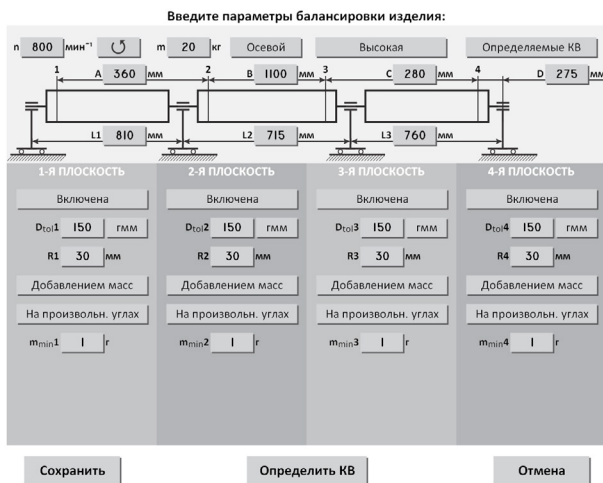 Введите параметры балансировки изделия:
n 800 мин⁻¹ m 20 кг Осевой Высокая Определяемые КВ
1 A 360 мм 2 B 1100 мм 3 C 280 мм 4 D 275 мм
L1 810 мм L2 715 мм L3 760 мм
1-Я ПЛОСКОСТЬ 2-Я ПЛОСКОСТЬ 3-Я ПЛОСКОСТЬ 4-Я ПЛОСКОСТЬ
Включена Включена Включена Включена
Dtol1 150 гмм Dtol2 150 гмм Dtol3 150 гмм Dtol4 150 гмм
R1 30 мм R2 30 мм R3 30 мм R4 30 мм
Добавлением масс Добавлением масс Добавлением масс Добавлением масс
На произвольн. углах На произвольн. углах На произвольн. углах На произвольн. углах
mmin1 1 г mmin2 1 г mmin3 1 г mmin4 1 г
Сохранить Определить КВ Отмена